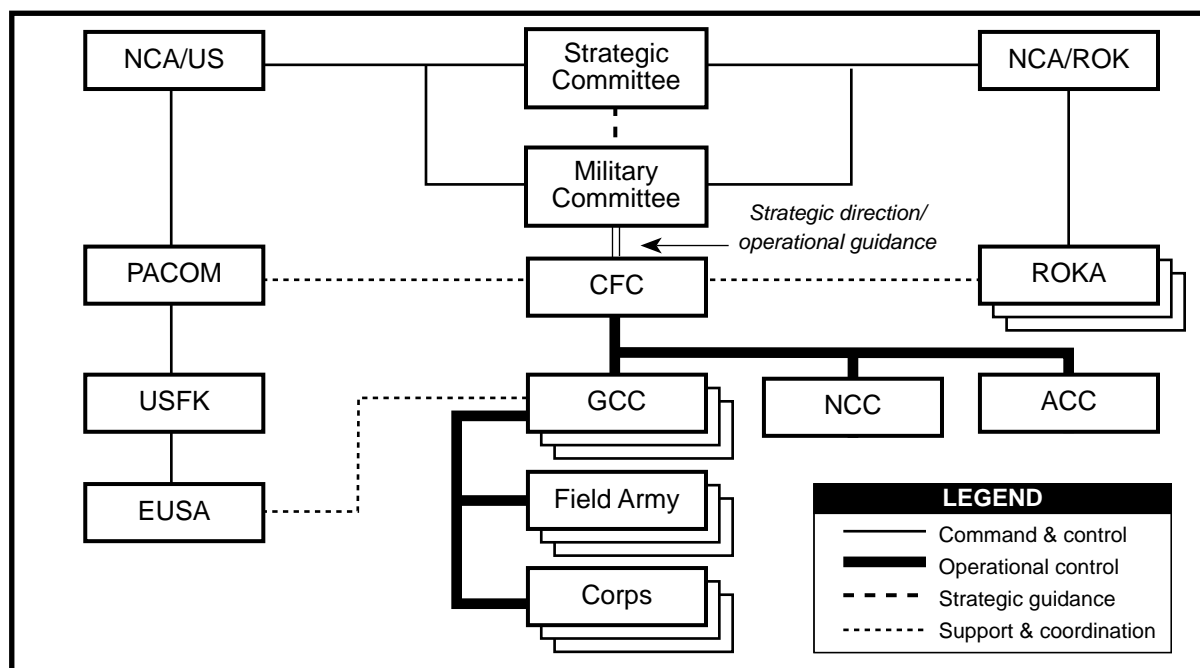 NCA/US
Strategic
Committee
NCA/ROK
Military
Committee
Strategic direction/
operational guidance
PACOM
CFC
ROKA
USFK
GCC
NCC
ACC
EUSA
Field Army
Corps
LEGEND
Command & control
Operational control
Strategic guidance
Support & coordination